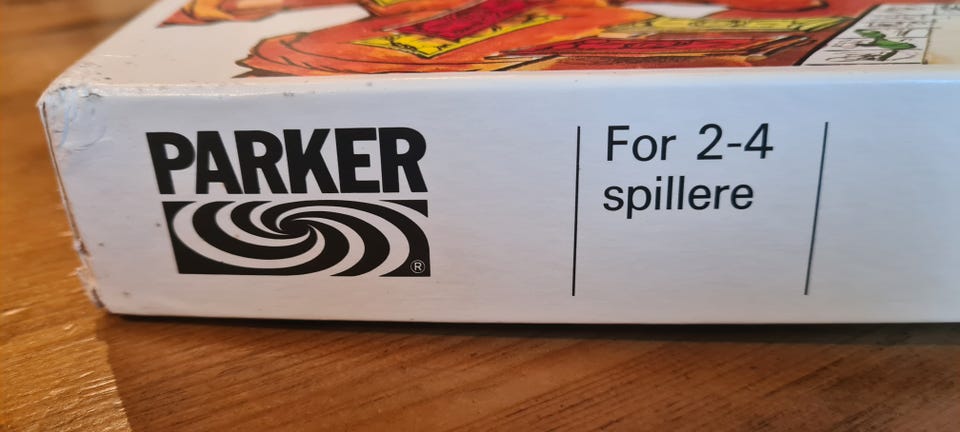 PARKER
®
For 2-4
spillere